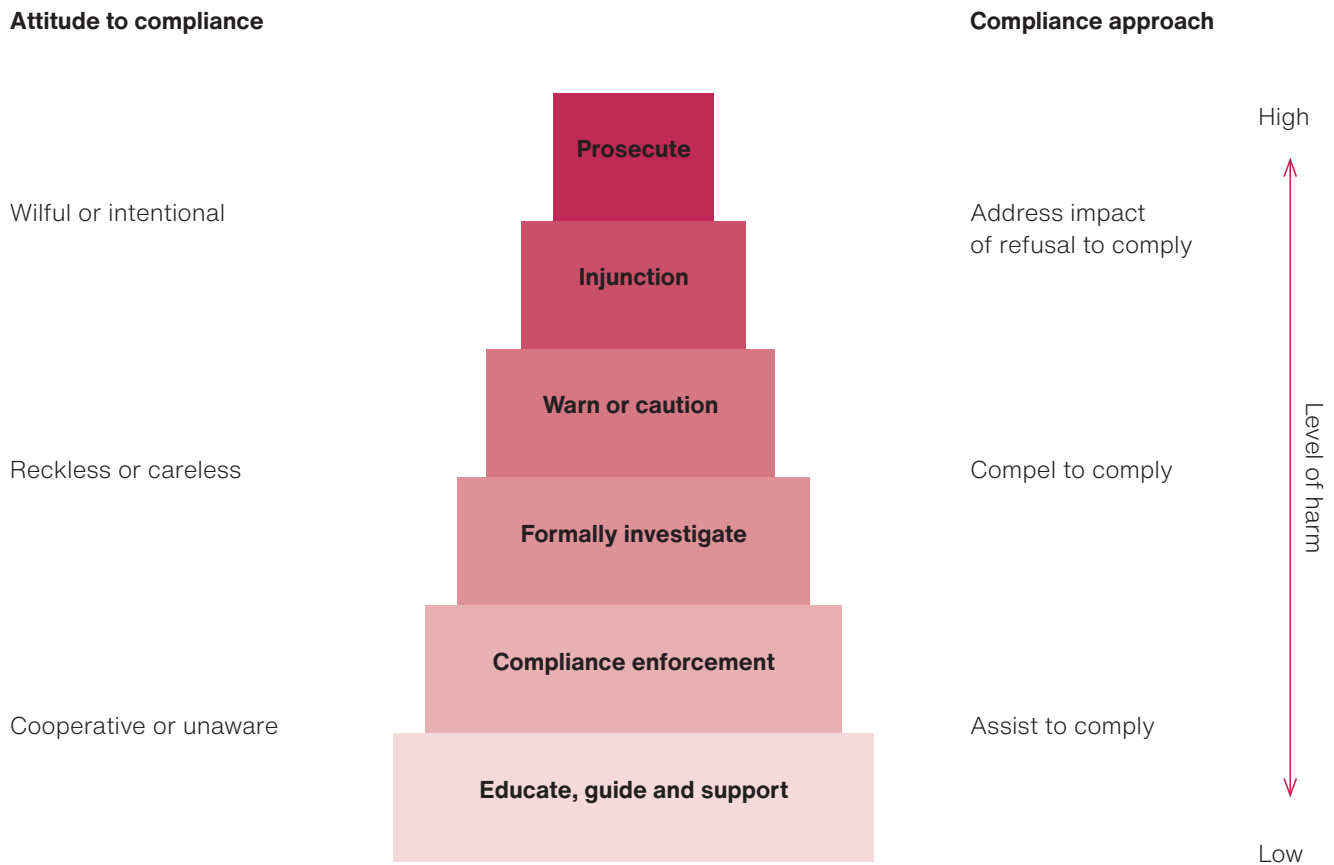 Attitude to compliance
Compliance approach
High
Prosecute
Wilful or intentional
Address impact
of refusal to comply
Injunction
Warn or caution
Level of harm
Reckless or careless
Compel to comply
Formally investigate
Compliance enforcement
Cooperative or unaware
Assist to comply
Educate, guide and support
Low